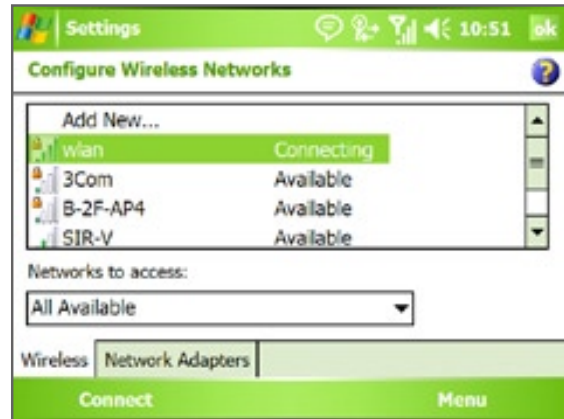 Settings 10:51 ok
Configure Wireless Networks ?
Add New...
wlan Connecting
3Com Available
B-2F-AP4 Available
SIR-V Available
Networks to access:
All Available
Wireless Network Adapters
Connect Menu